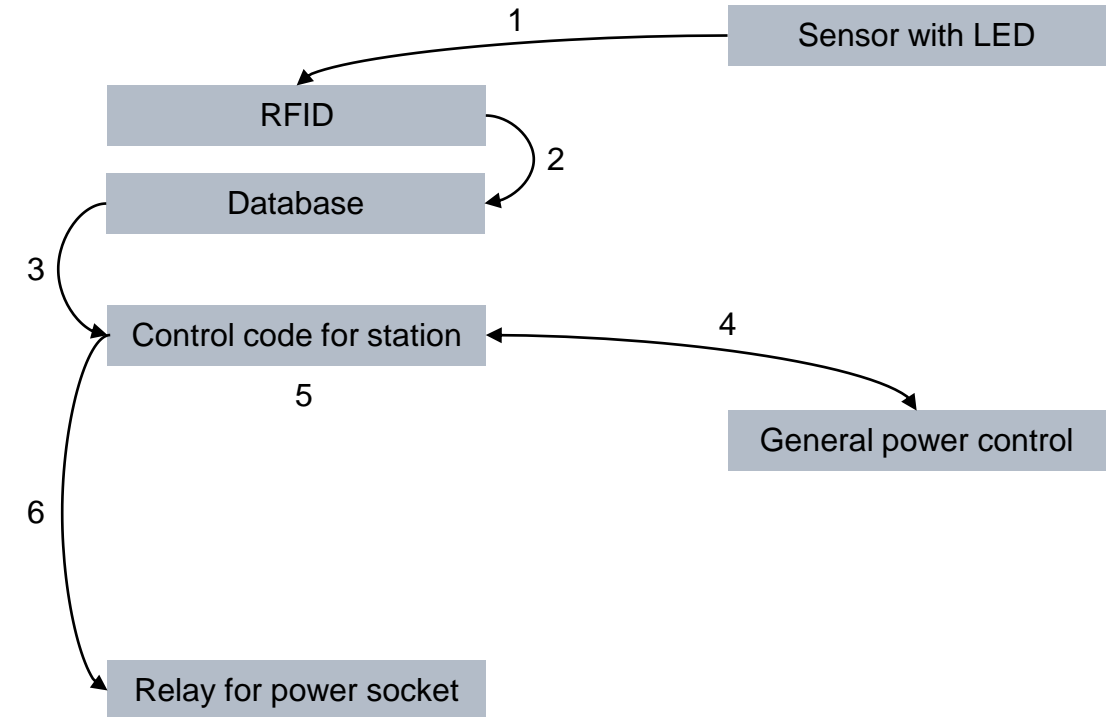 1
Sensor with LED
RFID
2
Database
3
Control code for station
4
5
General power control
6
Relay for power socket